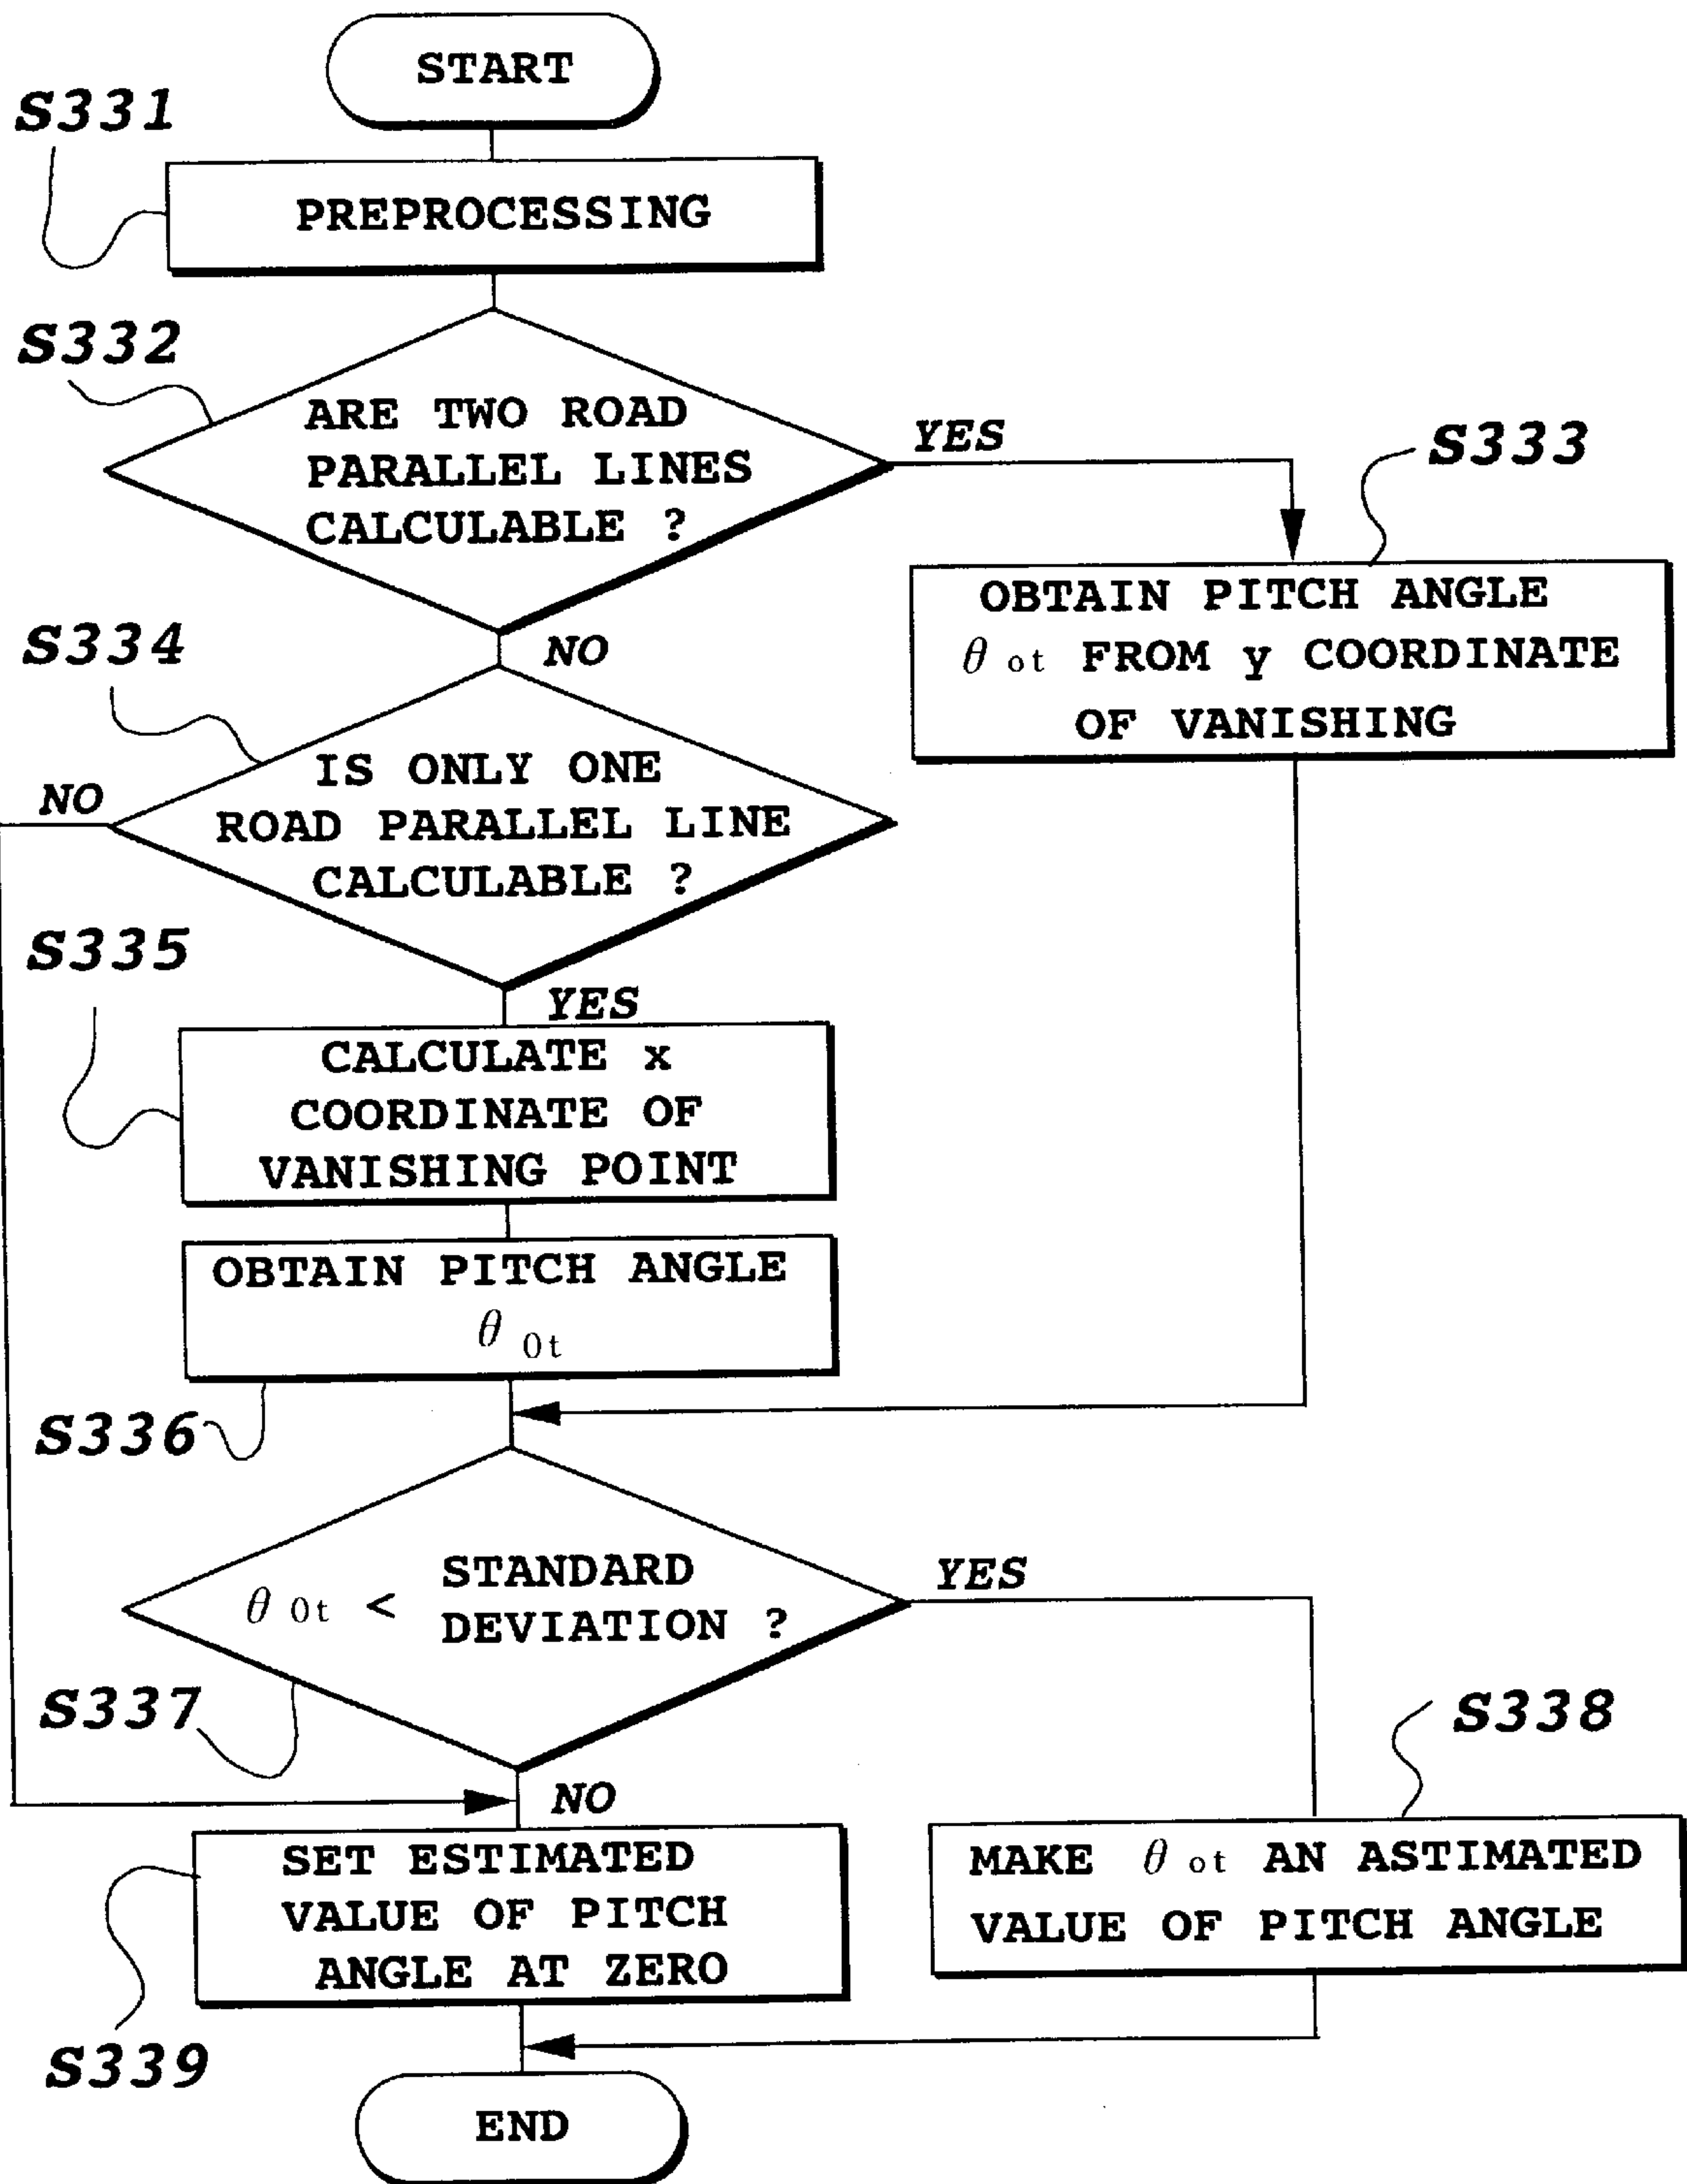 START
S331
PREPROCESSING
S332
ARE TWO ROAD
PARALLEL LINES
CALCULABLE ?
YES
S333
OBTAIN PITCH ANGLE
θ ot FROM y COORDINATE
OF VANISHING
NO
S334
IS ONLY ONE
ROAD PARALLEL LINE
CALCULABLE ?
NO
YES
S335
CALCULATE x
COORDINATE OF
VANISHING POINT
OBTAIN PITCH ANGLE
θ 0t
S336
θ 0t < STANDARD
DEVIATION ?
YES
S337
NO
S338
MAKE θ ot AN ASTIMATED
VALUE OF PITCH ANGLE
SET ESTIMATED
VALUE OF PITCH
ANGLE AT ZERO
S339
END